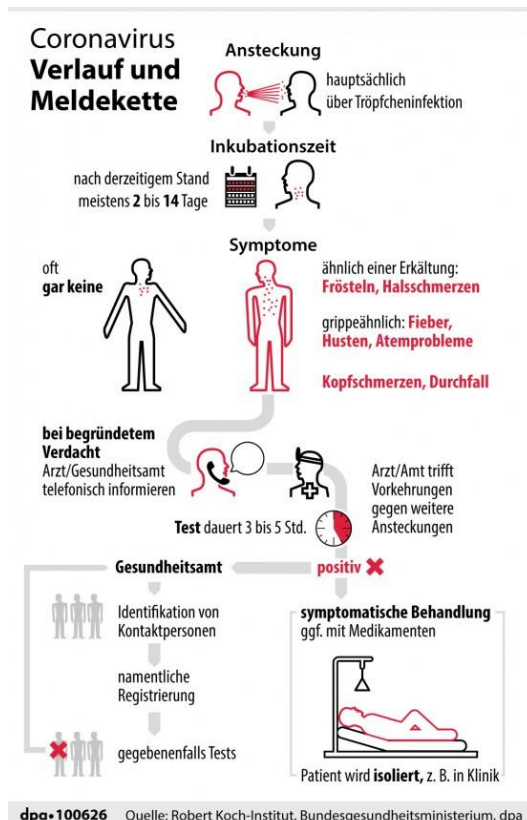 Coronavirus
Verlauf und
Meldekette
Ansteckung
hauptsächlich
über Tröpfcheninfektion
Inkubationszeit
nach derzeitigem Stand
meistens 2 bis 14 Tage
Symptome
oft
gar keine
ähnlich einer Erkältung:
Frösteln, Halsschmerzen
grippeähnlich: Fieber,
Husten, Atemprobleme
Kopfschmerzen, Durchfall
bei begründetem
Verdacht
Arzt/Gesundheitsamt
telefonisch informieren
Arzt/Amt trifft
Vorkehrungen
gegen weitere
Ansteckungen
Test dauert 3 bis 5 Std.
positiv
Gesundheitsamt
Identifikation von
Kontaktpersonen
namentliche
Registrierung
gegebenenfalls Tests
symptomatische Behandlung
ggf. mit Medikamenten
Patient wird isoliert, z. B. in Klinik
dpa•100626 Quelle: Robert Koch-Institut, Bundesgesundheitsministerium, dpa